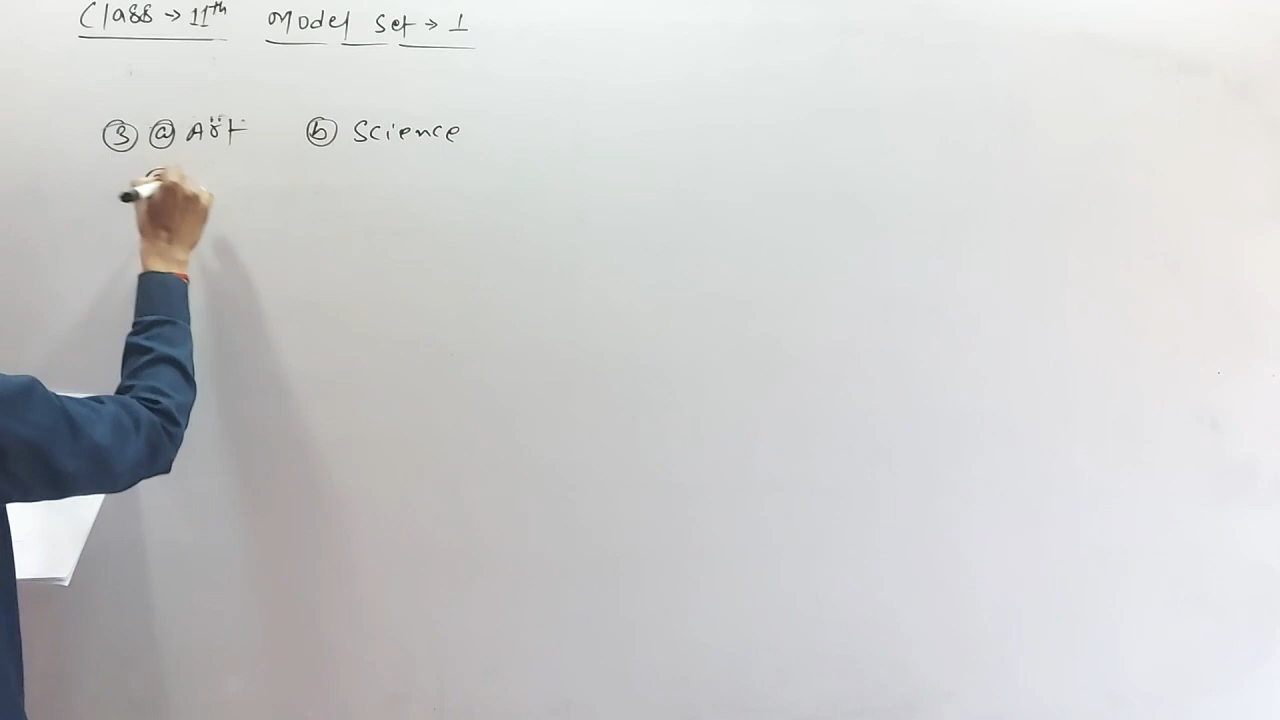 Class → 11th Model Set → 1
③ ⓐ Art ⓑ Science